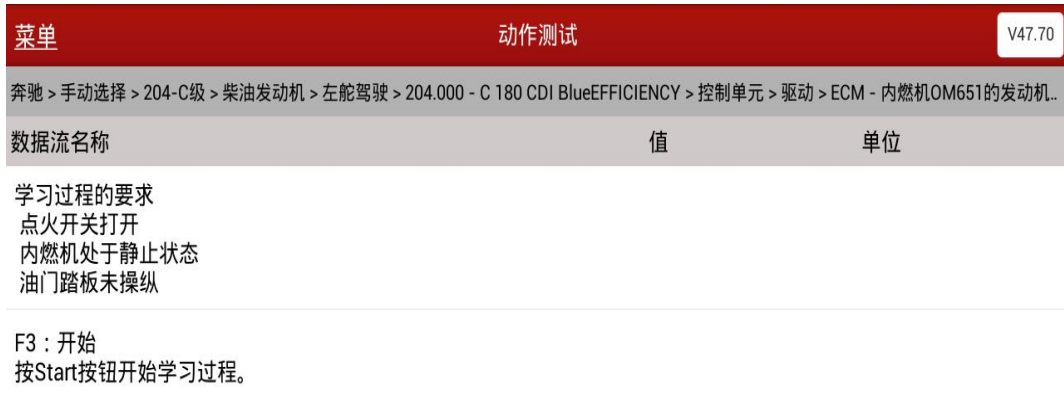 菜单 动作测试 V47.70
奔驰 > 手动选择 > 204-C级 > 柴油发动机 > 左舵驾驶 > 204.000 - C 180 CDI BlueEFFICIENCY > 控制单元 > 驱动 > ECM - 内燃机OM651的发动机..
数据流名称 值 单位
学习过程的要求
点火开关打开
内燃机处于静止状态
油门踏板未操纵
F3：开始
按Start按钮开始学习过程。